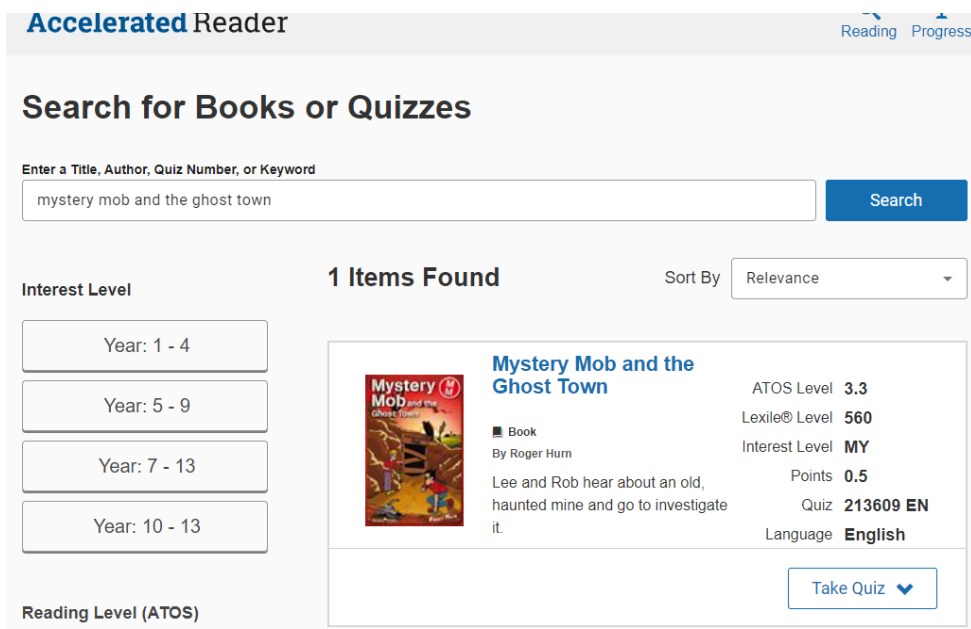 Accelerated Reader
Reading Progress
Search for Books or Quizzes
Enter a Title, Author, Quiz Number, or Keyword
mystery mob and the ghost town
Search
Interest Level
Year: 1 - 4
Year: 5 - 9
Year: 7 - 13
Year: 10 - 13
Reading Level (ATOS)
1 Items Found
Sort By
Relevance
Mystery
Mob and the
Ghost Town
Mystery Mob and the
Ghost Town
Book
By Roger Hurn
Lee and Rob hear about an old,
haunted mine and go to investigate
it.
ATOS Level 3.3
Lexile® Level 560
Interest Level MY
Points 0.5
Quiz 213609 EN
Language English
Take Quiz